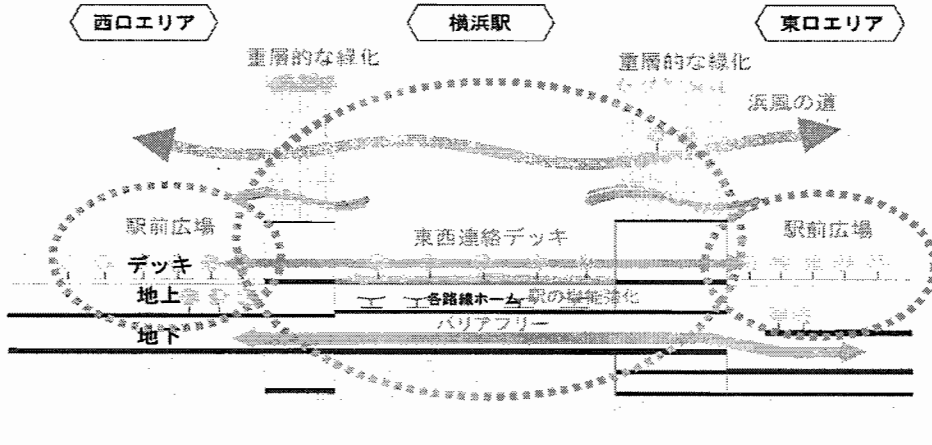 西口エリア
横浜駅
東口エリア
重層的な緑化
重層的な緑化
浜風の道
駅前広場
東西連絡デッキ
駅前広場
デッキ
地上
各路線ホーム
駅の機能強化
バリアフリー
地下